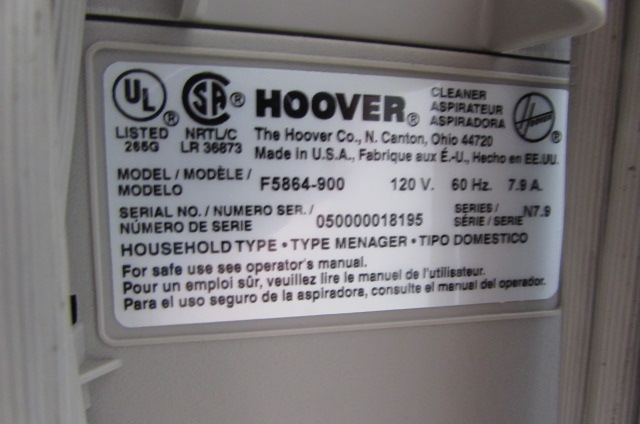 UL® SA® HOOVER® CLEANER
ASPIRATEUR
ASPIRADORA Hoover®
LISTED NRTL/C
265G LR 36873
The Hoover Co., N. Canton, Ohio 44720
Made in U.S.A., Fabrique aux É.-U., Hecho en EE.UU.
MODEL / MODÈLE /
MODELO F5864-900 120 V. 60 Hz. 7.9 A.
SERIAL NO. / NUMERO SER. /
NÚMERO DE SERIE 050000018195 SERIES /
SÉRIE / SERIE N7.9
HOUSEHOLD TYPE • TYPE MENAGER • TIPO DOMESTICO
For safe use see operator's manual.
Pour un emploi sûr, veuillez lire le manuel de l'utilisateur.
Para el uso seguro de la aspiradora, consulte el manual del operador.